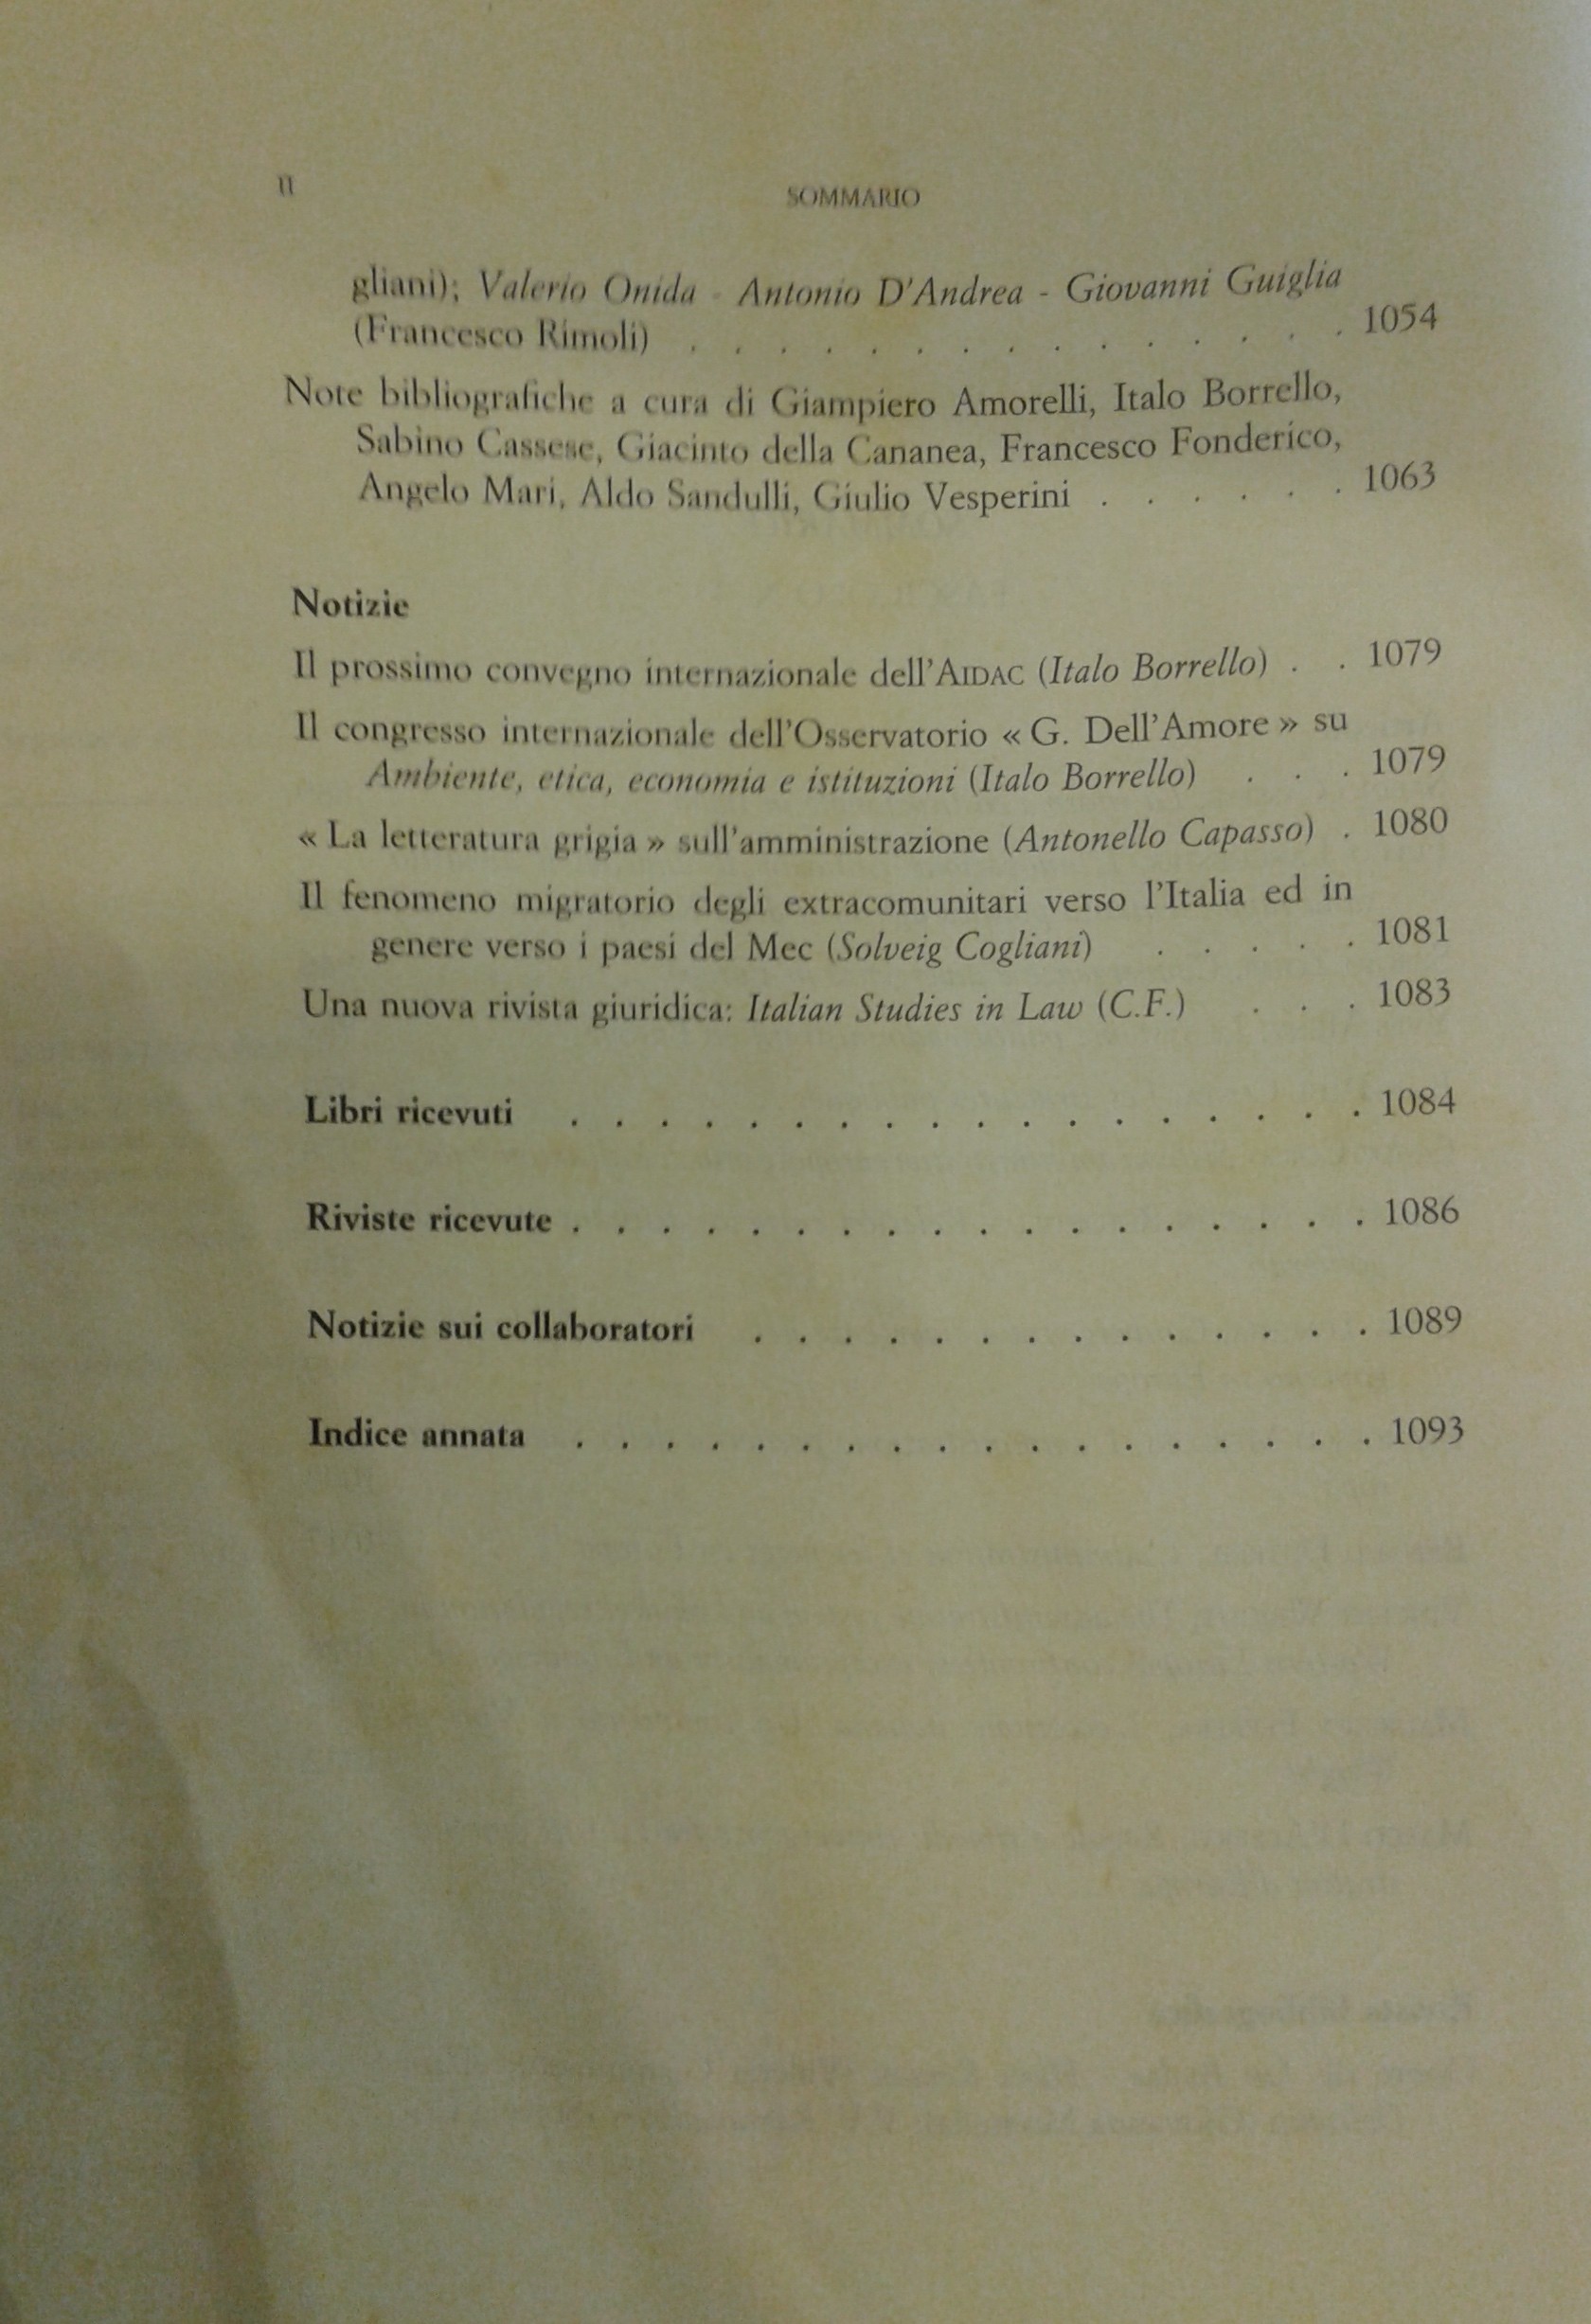 II
SOMMARIO
gliani); Valerio Onida - Antonio D'Andrea - Giovanni Guiglia
(Francesco Rimoli) . . . . . . . . . . . . . . . 1054
Note bibliografiche a cura di Giampiero Amorelli, Italo Borrello,
Sabino Cassese, Giacinto della Cananea, Francesco Fonderico,
Angelo Mari, Aldo Sandulli, Giulio Vesperini . . . . . . 1063
Notizie
Il prossimo convegno internazionale dell'AIDAC (Italo Borrello) . . 1079
Il congresso internazionale dell'Osservatorio « G. Dell'Amore » su
Ambiente, etica, economia e istituzioni (Italo Borrello) . . . 1079
« La letteratura grigia » sull'amministrazione (Antonello Capasso) . 1080
Il fenomeno migratorio degli extracomunitari verso l'Italia ed in
genere verso i paesi del Mec (Solveig Cogliani) . . . . . 1081
Una nuova rivista giuridica: Italian Studies in Law (C.F.) . . . 1083
Libri ricevuti . . . . . . . . . . . . . . . . . . 1084
Riviste ricevute . . . . . . . . . . . . . . . . . . 1086
Notizie sui collaboratori . . . . . . . . . . . . . . 1089
Indice annata . . . . . . . . . . . . . . . . . . 1093